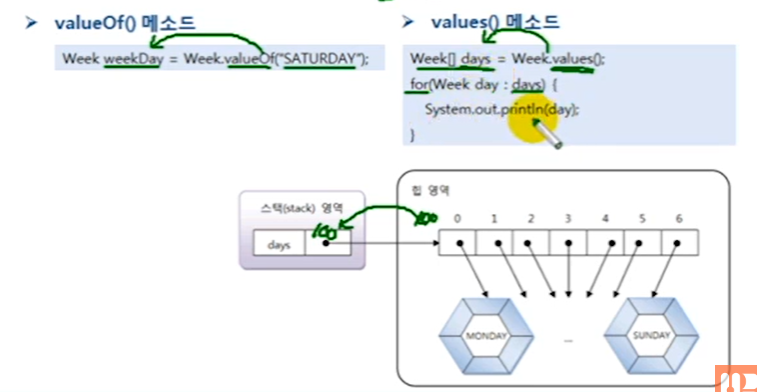 ➤ valueOf() 메소드
Week weekDay = Week.valueOf("SATURDAY");
➤ values() 메소드
Week[] days = Week.values();
for(Week day : days) {
System.out.println(day);
}
스택(stack) 영역
days 100
힙 영역
100 0 1 2 3 4 5 6
MONDAY ... SUNDAY